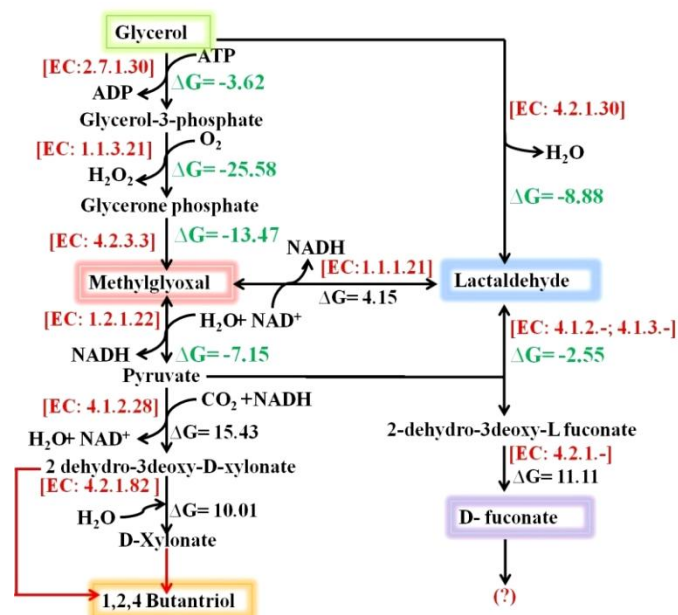 Glycerol
[EC:2.7.1.30]
ATP
ADP
ΔG= -3.62
Glycerol-3-phosphate
[EC: 1.1.3.21]
O₂
H₂O₂
ΔG= -25.58
Glycerone phosphate
[EC: 4.2.3.3]
ΔG= -13.47
[EC: 4.2.1.30]
H₂O
ΔG= -8.88
NADH
[EC:1.1.1.21]
Methylglyoxal
Lactaldehyde
ΔG= 4.15
[EC: 1.2.1.22]
H₂O+ NAD⁺
NADH
ΔG= -7.15
[EC: 4.1.2.-; 4.1.3.-]
ΔG= -2.55
Pyruvate
[EC: 4.1.2.28]
CO₂ +NADH
H₂O+ NAD⁺
ΔG= 15.43
2-dehydro-3deoxy-L fuconate
2 dehydro-3deoxy-D-xylonate
[EC: 4.2.1.-]
ΔG= 11.11
[EC: 4.2.1.82]
H₂O
ΔG= 10.01
D- fuconate
D-Xylonate
1,2,4 Butantriol
(?)